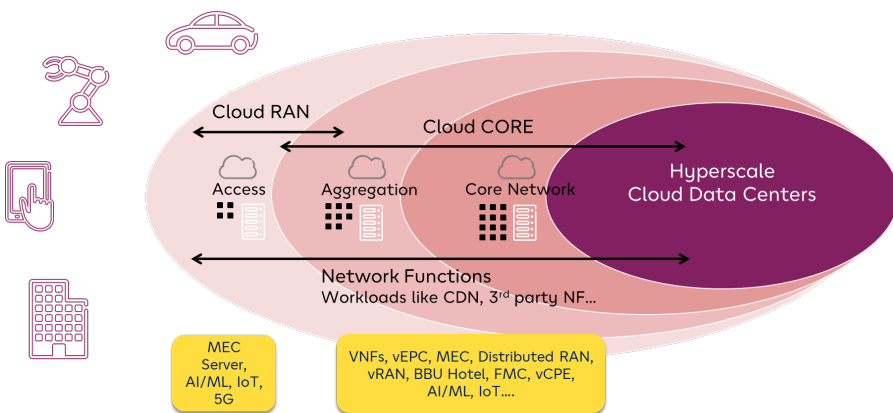 Cloud RAN
Cloud CORE
Access
Aggregation
Core Network
Hyperscale
Cloud Data Centers
Network Functions
Workloads like CDN, 3rd party NF...
MEC
Server,
AI/ML, IoT,
5G
VNFs, vEPC, MEC, Distributed RAN,
vRAN, BBU Hotel, FMC, vCPE,
AI/ML, IoT....